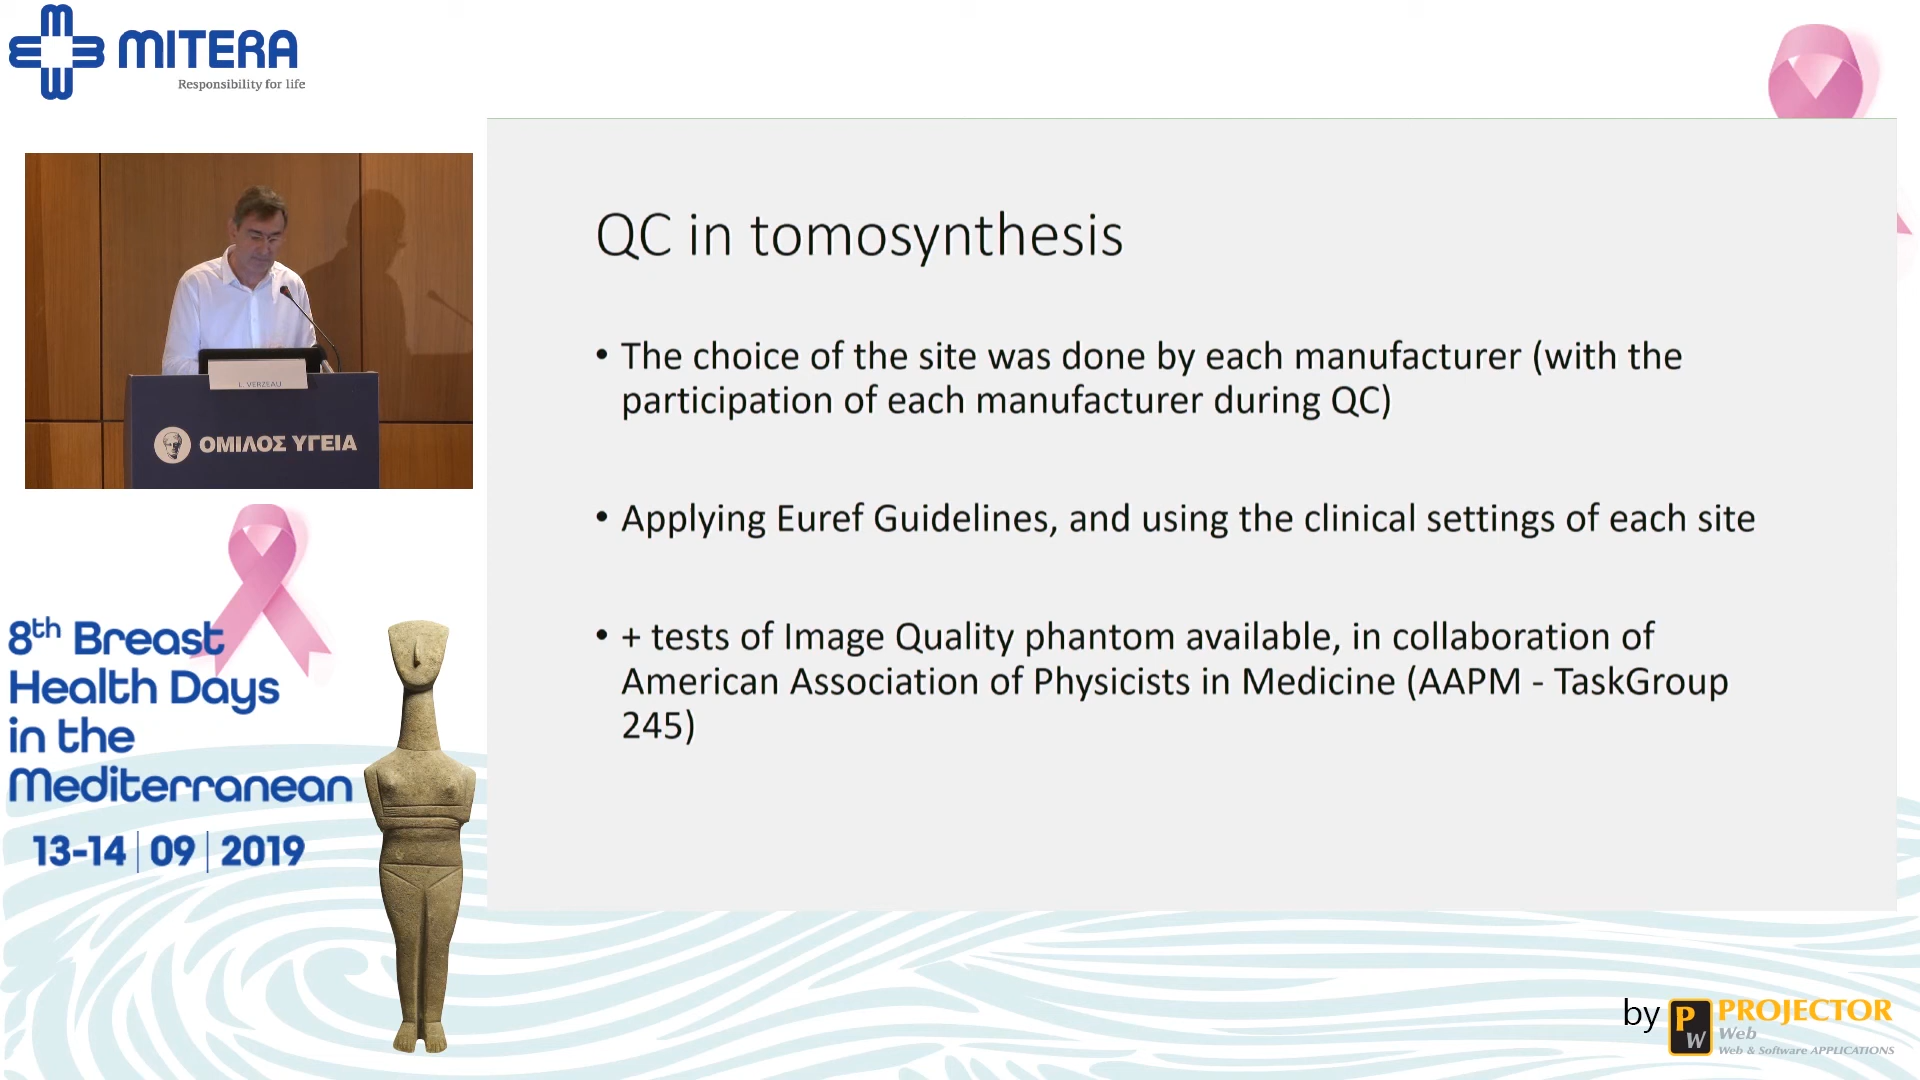 MITERA
Responsibility for life
L. VERZEAU
ΟΜΙΛΟΣ ΥΓΕΙΑ
8th Breast
Health Days
in the
Mediterranean
13-14 | 09 | 2019
QC in tomosynthesis
• The choice of the site was done by each manufacturer (with the
participation of each manufacturer during QC)
• Applying Euref Guidelines, and using the clinical settings of each site
• + tests of Image Quality phantom available, in collaboration of
American Association of Physicists in Medicine (AAPM - TaskGroup
245)
by PW PROJECTOR
Web
Web & Software APPLICATIONS